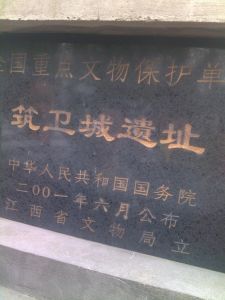 全国重点文物保护单
筑卫城遗址
中华人民共和国国务院
二〇〇一年六月公布
江西省文物局立